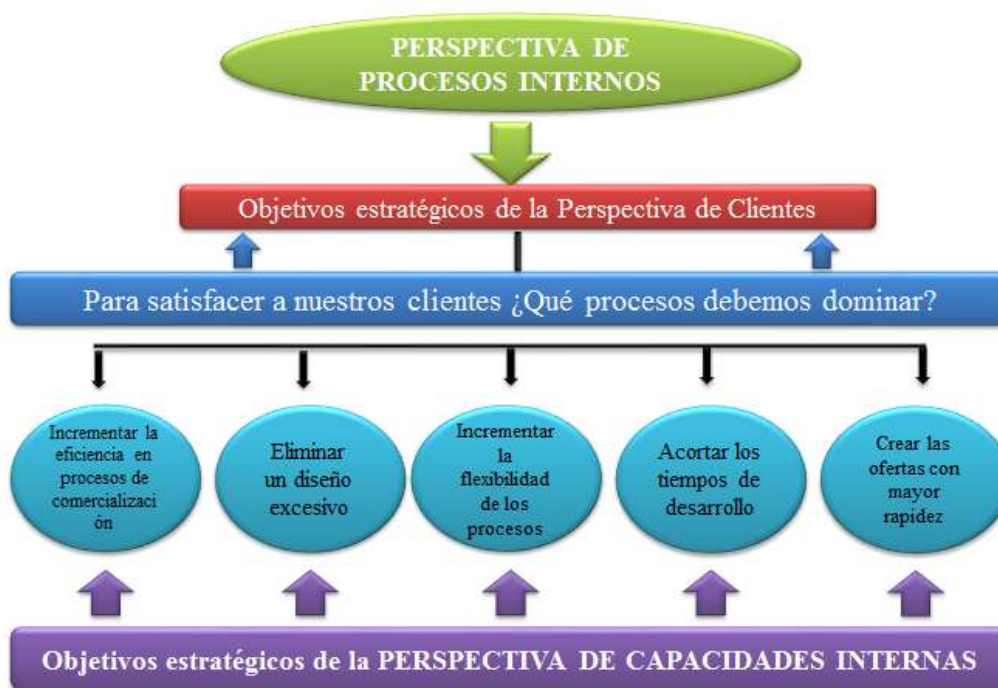 PERSPECTIVA DE
PROCESOS INTERNOS
Objetivos estratégicos de la Perspectiva de Clientes
Para satisfacer a nuestros clientes ¿Qué procesos debemos dominar?
Incrementar la
eficiencia en
procesos de
comercializaci
ón
Eliminar
un diseño
excesivo
Incrementar
la
flexibilidad
de los
procesos
Acortar los
tiempos de
desarrollo
Crear las
ofertas con
mayor
rapidez
Objetivos estratégicos de la PERSPECTIVA DE CAPACIDADES INTERNAS